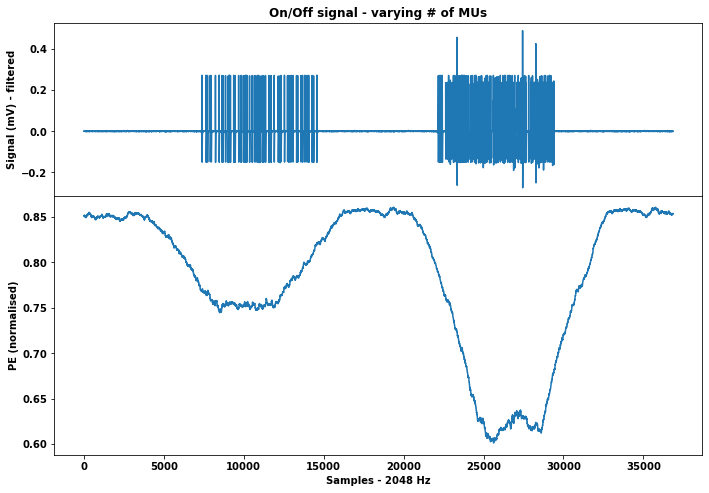 On/Off signal - varying # of MUs
Signal (mV) - filtered
0.4
0.2
0.0
−0.2
PE (normalised)
0.85
0.80
0.75
0.70
0.65
0.60
0 5000 10000 15000 20000 25000 30000 35000
Samples - 2048 Hz